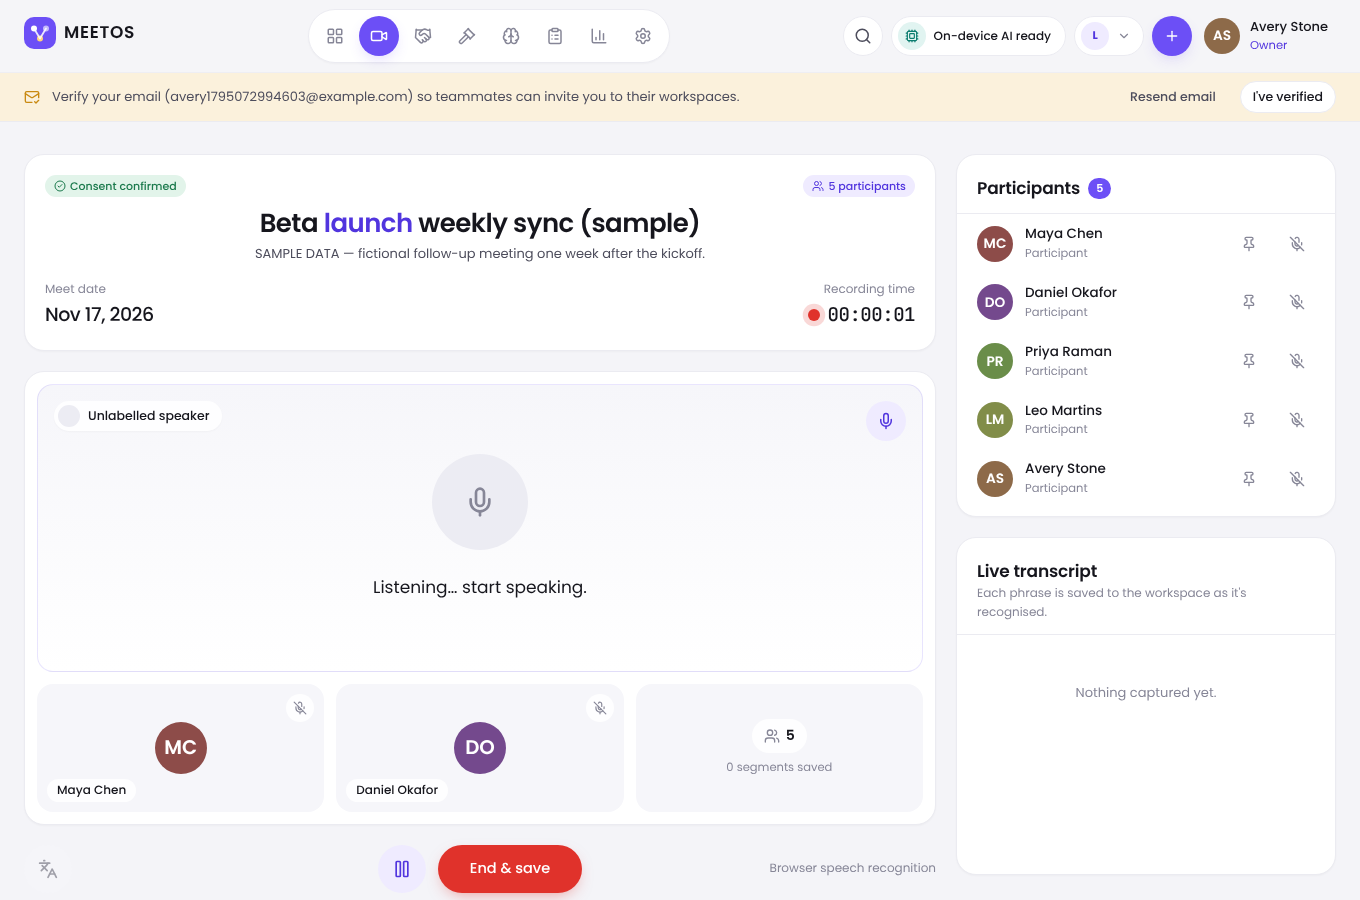 MEETOS
On-device AI ready
L
AS
Avery Stone
Owner
Verify your email (avery1795072994603@example.com) so teammates can invite you to their workspaces.
Resend email
I've verified
Consent confirmed
5 participants
Beta launch weekly sync (sample)
SAMPLE DATA — fictional follow-up meeting one week after the kickoff.
Meet date
Recording time
Nov 17, 2026
00:00:01
Unlabelled speaker
Listening... start speaking.
MC
Maya Chen
DO
Daniel Okafor
5
0 segments saved
End & save
Browser speech recognition
Participants 5
MC
Maya Chen
Participant
DO
Daniel Okafor
Participant
PR
Priya Raman
Participant
LM
Leo Martins
Participant
AS
Avery Stone
Participant
Live transcript
Each phrase is saved to the workspace as it's
recognised.
Nothing captured yet.